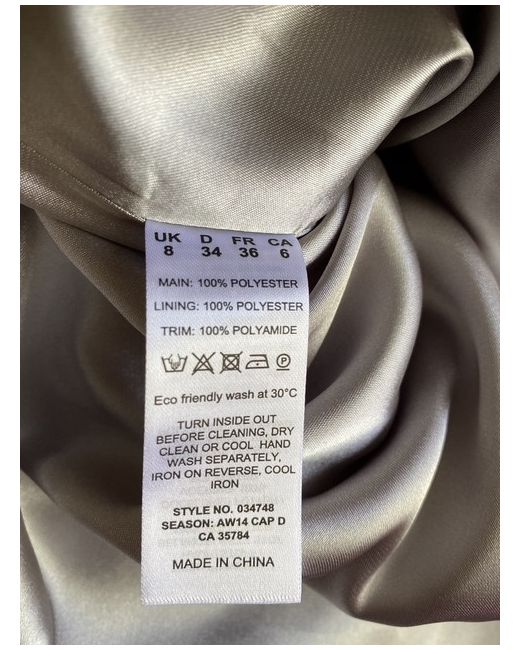 UK D FR CA
8 34 36 6
MAIN: 100% POLYESTER
LINING: 100% POLYESTER
TRIM: 100% POLYAMIDE
P
Eco friendly wash at 30°C
TURN INSIDE OUT
BEFORE CLEANING, DRY
CLEAN OR COOL HAND
WASH SEPARATELY,
IRON ON REVERSE, COOL
IRON
STYLE NO. 034748
SEASON: AW14 CAP D
CA 35784
MADE IN CHINA